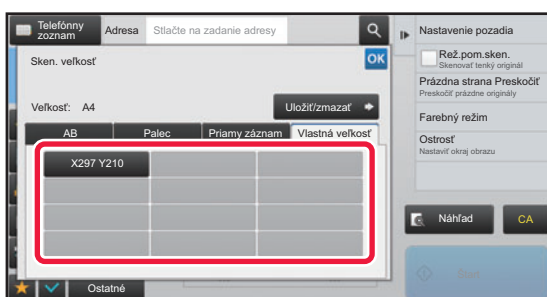 Telefónny
zoznam
Adresa
Stlačte na zadanie adresy
Sken. veľkosť
OK
Veľkosť: A4
Uložiť/zmazať
AB
Palec
Priamy záznam
Vlastná veľkosť
X297 Y210
Ostatné
Nastavenie pozadia
Rež.pom.sken.
Skenovať tenký originál
Prázdna strana Preskočiť
Preskočiť prázdne originály
Farebný režim
Ostrosť
Nastaviť okraj obrazu
Náhľad
CA
Štart